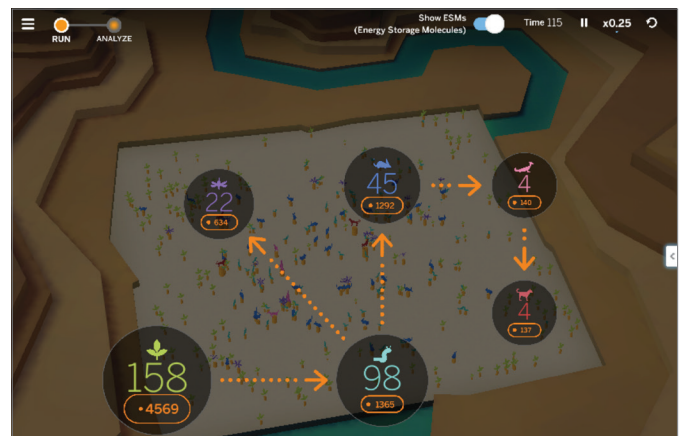 Show ESMs
(Energy Storage Molecules)
Time 115
x0.25
RUN
ANALYZE
22
634
45
1292
4
140
4
137
158
4569
98
1365